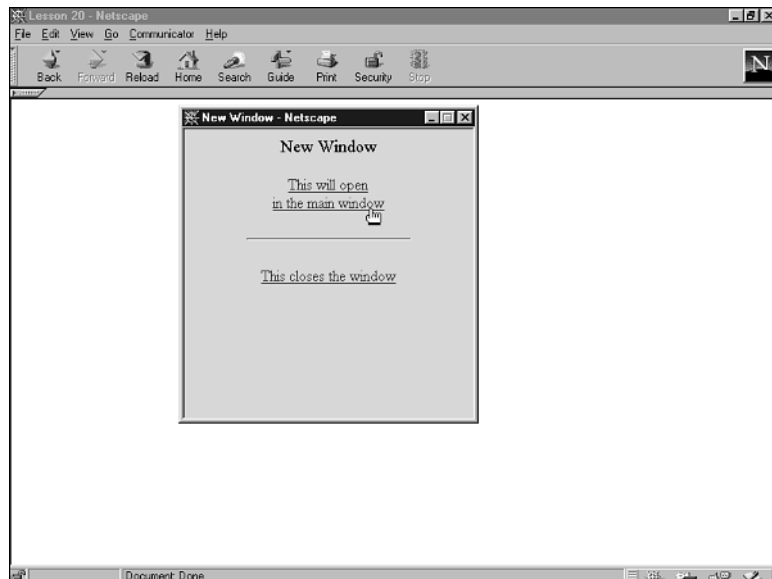 Lesson 20 - Netscape
File Edit View Go Communicator Help
Back Forward Reload Home Search Guide Print Security Stop
N
New Window - Netscape
New Window
This will open
in the main window
This closes the window
Document: Done